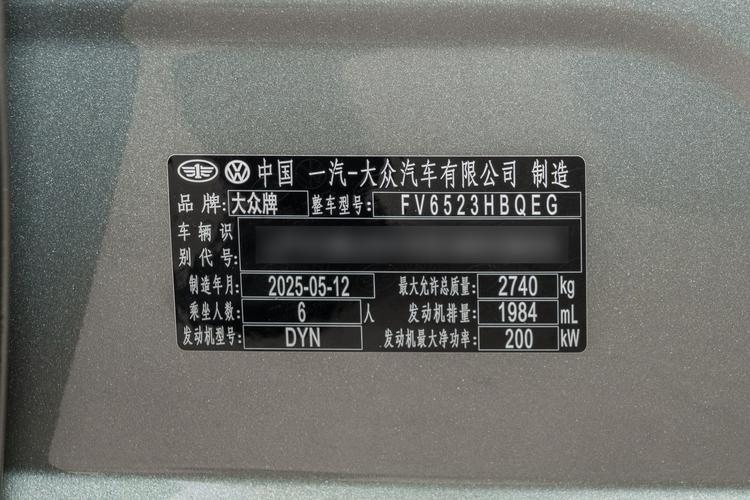 中国 一汽-大众汽车有限公司 制造
品牌: 大众牌 整车型号: FV6523HBQEG
车辆识
别代号:
制造年月: 2025-05-12 最大允许总质量: 2740 kg
乘坐人数: 6 人 发动机排量: 1984 mL
发动机型号: DYN 发动机最大净功率: 200 kW